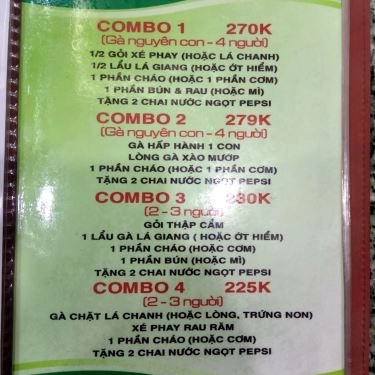 COMBO 1 270K
(Gà nguyên con - 4 người)
1/2 GỎI XÉ PHAY (HOẶC LÁ CHANH)
1/2 LẨU LÁ GIANG (HOẶC ỚT HIỂM)
1 PHẦN CHÁO (HOẶC 1 PHẦN CƠM)
1 PHẦN BÚN & RAU (HOẶC MÌ)
TẶNG 2 CHAI NƯỚC NGỌT PEPSI
COMBO 2 279K
(Gà nguyên con - 4 người)
GÀ HẤP HÀNH 1 CON
LÒNG GÀ XÀO MƯỚP
1 PHẦN CHÁO (HOẶC 1 PHẦN CƠM)
TẶNG 2 CHAI NƯỚC NGỌT PEPSI
COMBO 3 230K
(2 - 3 người)
GỎI THẬP CẨM
1 LẨU GÀ LÁ GIANG ( HOẶC ỚT HIỂM)
1 PHẦN CHÁO (HOẶC CƠM)
1 PHẦN BÚN (HOẶC MÌ)
TẶNG 2 CHAI NƯỚC NGỌT PEPSI
COMBO 4 225K
(2 - 3 người)
GÀ CHẶT LÁ CHANH (HOẶC LÒNG, TRỨNG NON)
XÉ PHAY RAU RĂM
1 PHẦN CHÁO (HOẶC CƠM)
TẶNG 2 CHAI NƯỚC NGỌT PEPSI